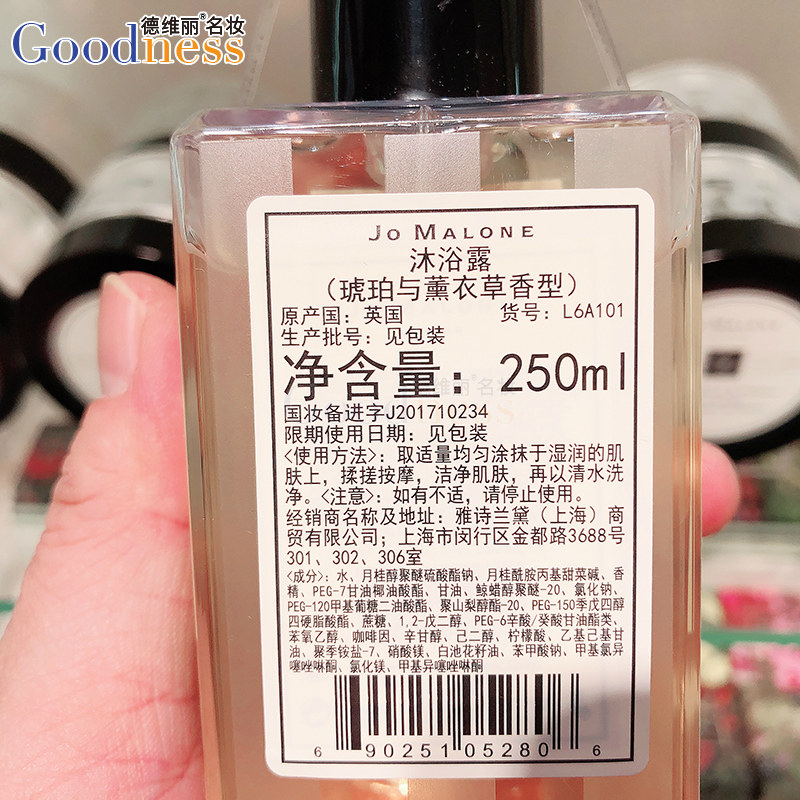 德维丽®名妆
Goodness
JO MALONE
沐浴露
（琥珀与薰衣草香型）
原产国：英国 货号：L6A101
生产批号：见包装
净含量：250ml
德维丽®名妆
国妆备进字J201710234
限期使用日期：见包装
<使用方法>：取适量均匀涂抹于湿润的肌
肤上，揉搓按摩，洁净肌肤，再以清水洗
净。<注意>：如有不适，请停止使用。
经销商名称及地址：雅诗兰黛（上海）商
贸有限公司；上海市闵行区金都路3688号
301、302、306室
<成分>：水、月桂醇聚醚硫酸酯钠、月桂酰胺丙基甜菜碱、香
精、PEG-7甘油椰油酸酯、甘油、鲸蜡醇聚醚-20、氯化钠、
PEG-120甲基葡糖二油酸酯、聚山梨醇酯-20、PEG-150季戊四醇
四硬脂酸酯、蔗糖、1,2-戊二醇、PEG-6辛酸/癸酸甘油酯类、
苯氧乙醇、咖啡因、辛甘醇、己二醇、柠檬酸、乙基己基甘
油、聚季铵盐-7、硝酸镁、白池花籽油、苯甲酸钠、甲基氯异
噻唑啉酮、氯化镁、甲基异噻唑啉酮
6 90251 05280 6